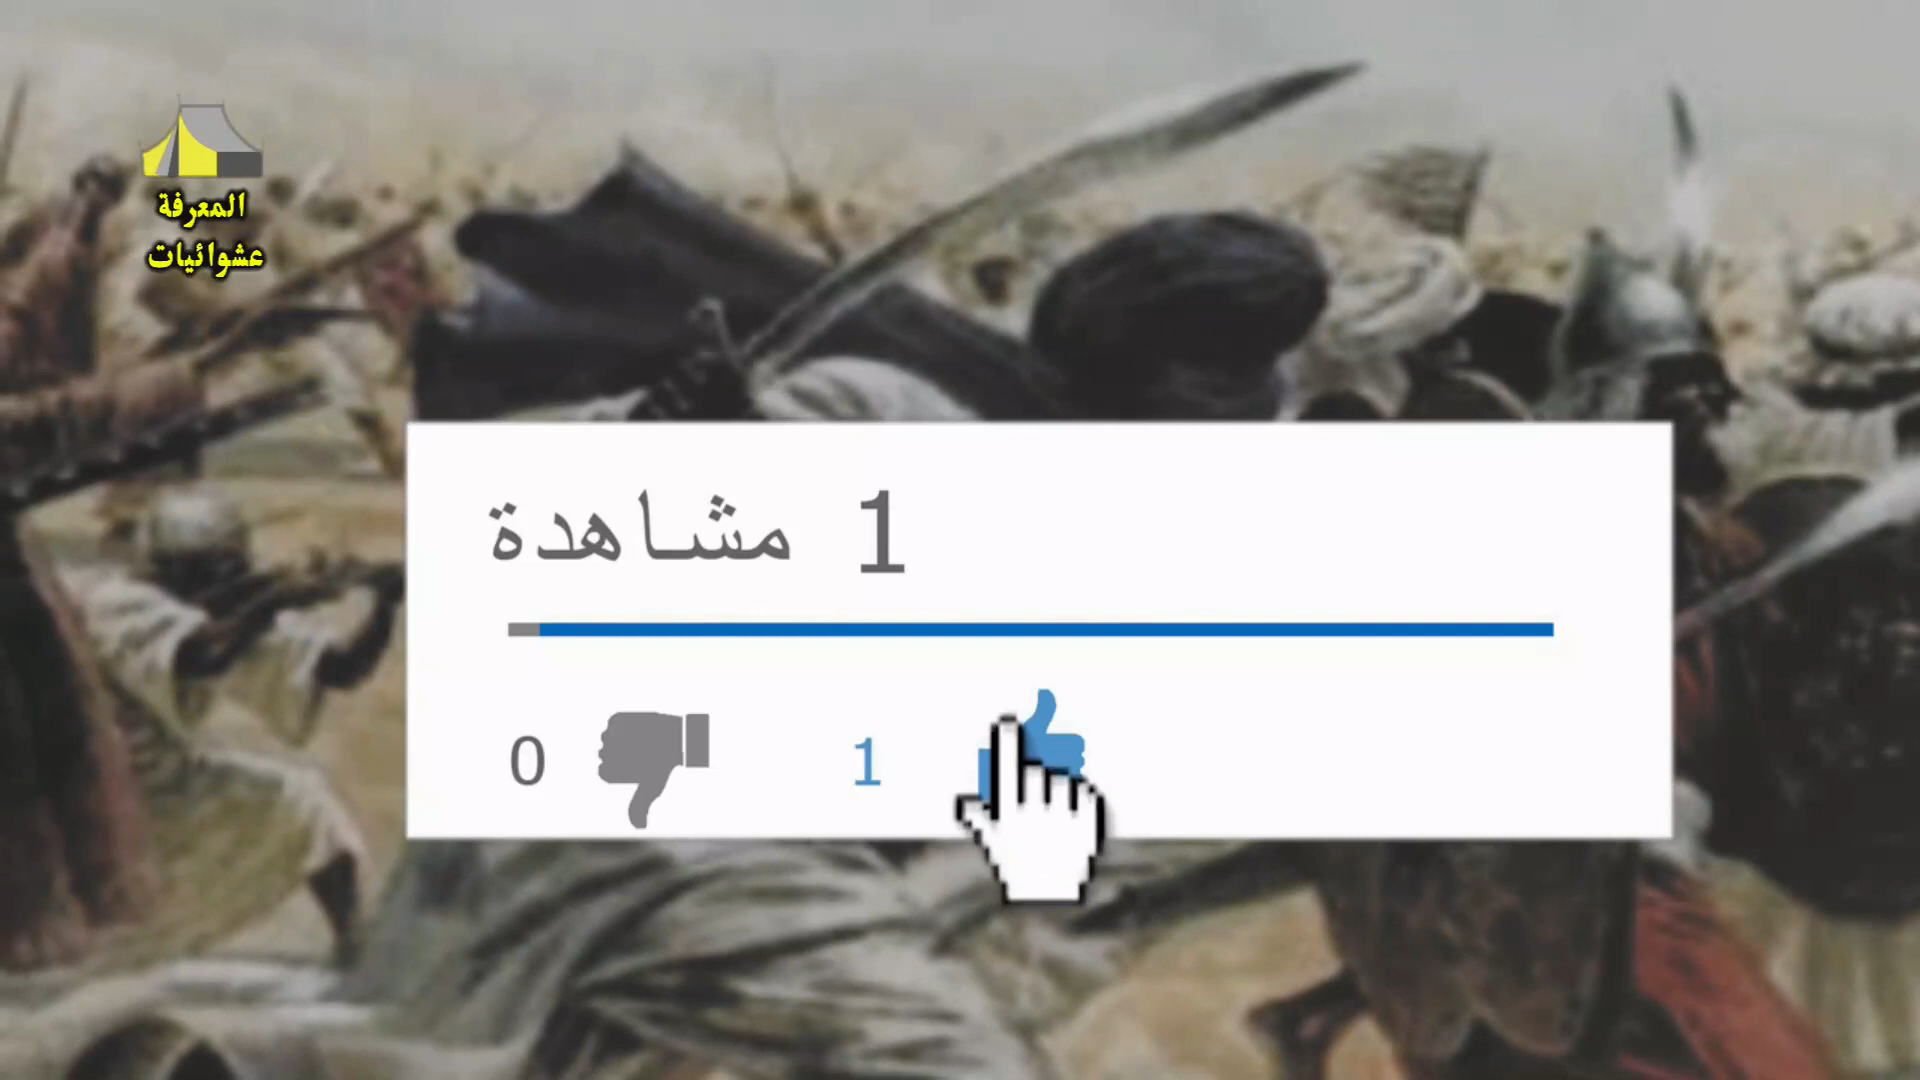 المعرفة
عشوائيات
1 مشاهدة
0 1